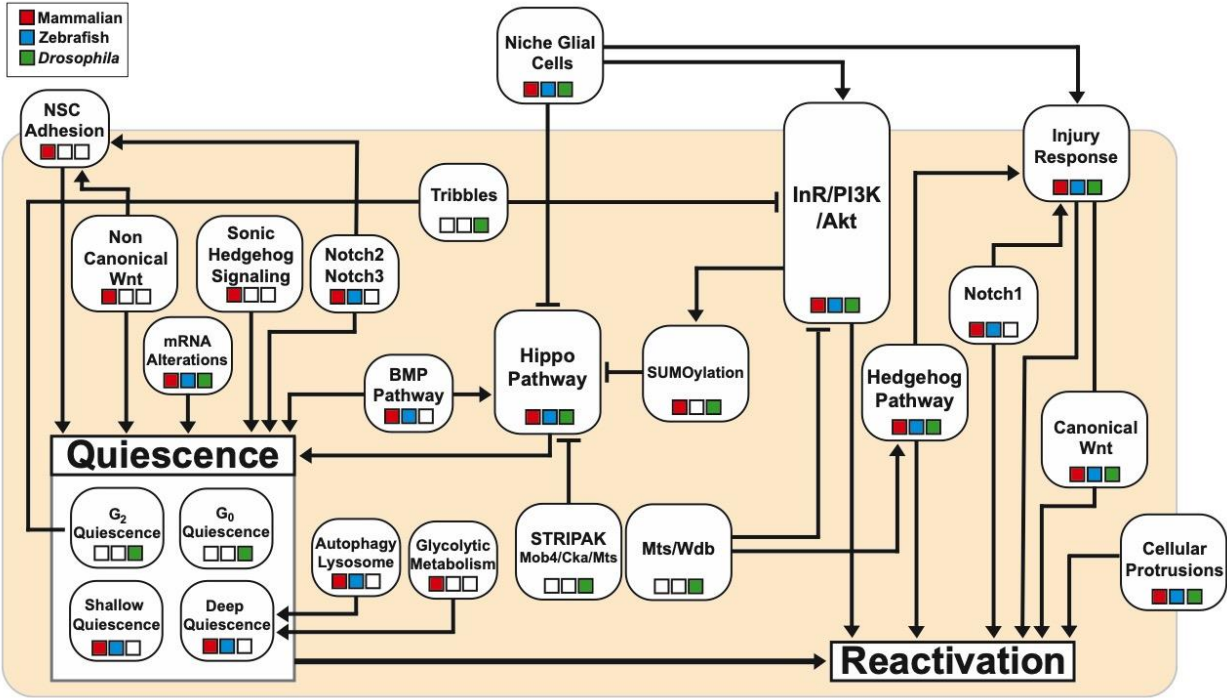 Mammalian
Zebrafish
Drosophila
Niche Glial
Cells
NSC
Adhesion
Injury
Response
Tribbles
InR/PI3K
/Akt
Non
Canonical
Wnt
Sonic
Hedgehog
Signaling
Notch2
Notch3
Notch1
mRNA
Alterations
BMP
Pathway
Hippo
Pathway
SUMOylation
Hedgehog
Pathway
Canonical
Wnt
Quiescence
G2
Quiescence
G0
Quiescence
Autophagy
Lysosome
Glycolytic
Metabolism
STRIPAK
Mob4/Cka/Mts
Mts/Wdb
Cellular
Protrusions
Shallow
Quiescence
Deep
Quiescence
Reactivation